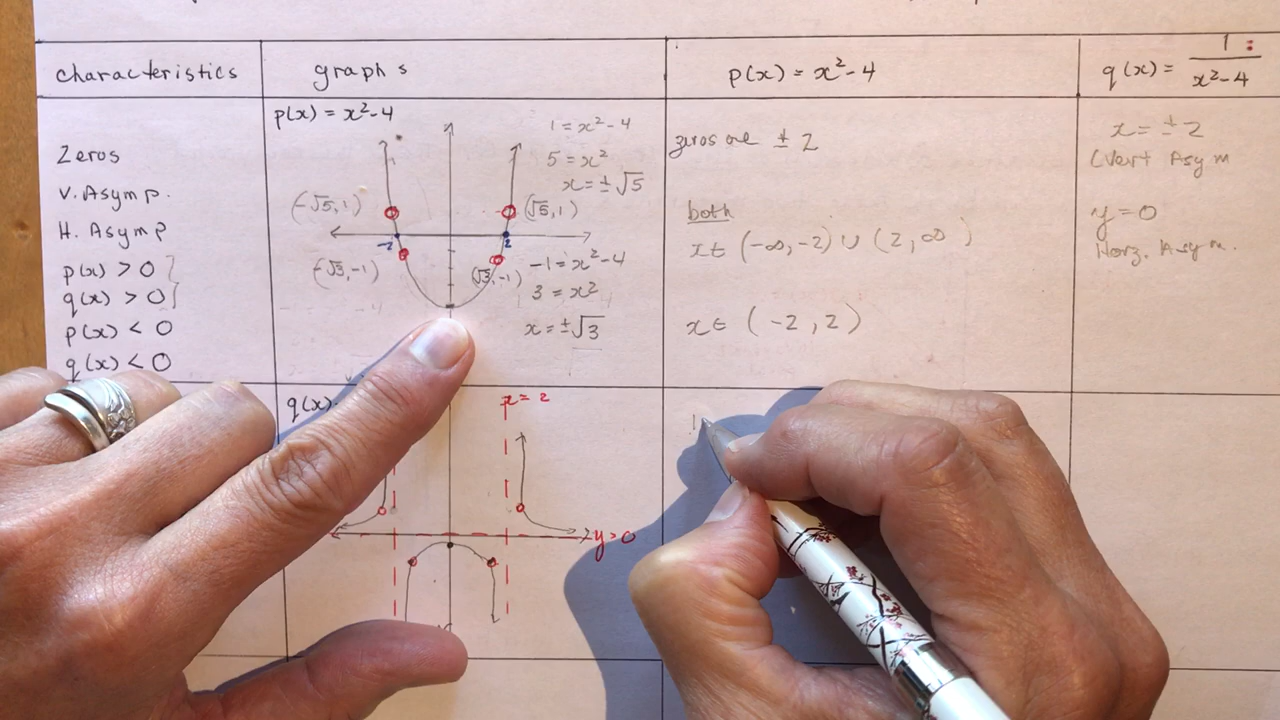 characteristics
graphs
p(x) = x²-4
q(x) = 1 / x²-4
Zeros
V. Asymp.
H. Asymp
p(x) > 0
q(x) > 0
p(x) < 0
q(x) < 0
p(x) = x²-4
1 = x²-4
5 = x²
x = ±√5
(-√5, 1)
(√5, 1)
-2
2
(-√3, -1)
(√3, -1)
-1 = x²-4
3 = x²
x = ±√3
zeros are ± 2
both
x∈ (-∞, -2) ∪ (2, ∞)
x∈ (-2, 2)
x = ± 2
(Vert Asym
y = 0
Horz. Asym.
q(x)
x = 2
y = 0